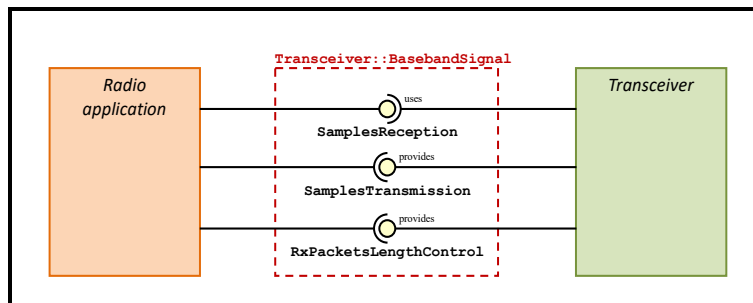 Transceiver::BasebandSignal
Radio
application
Transceiver
uses
SamplesReception
provides
SamplesTransmission
provides
RxPacketsLengthControl